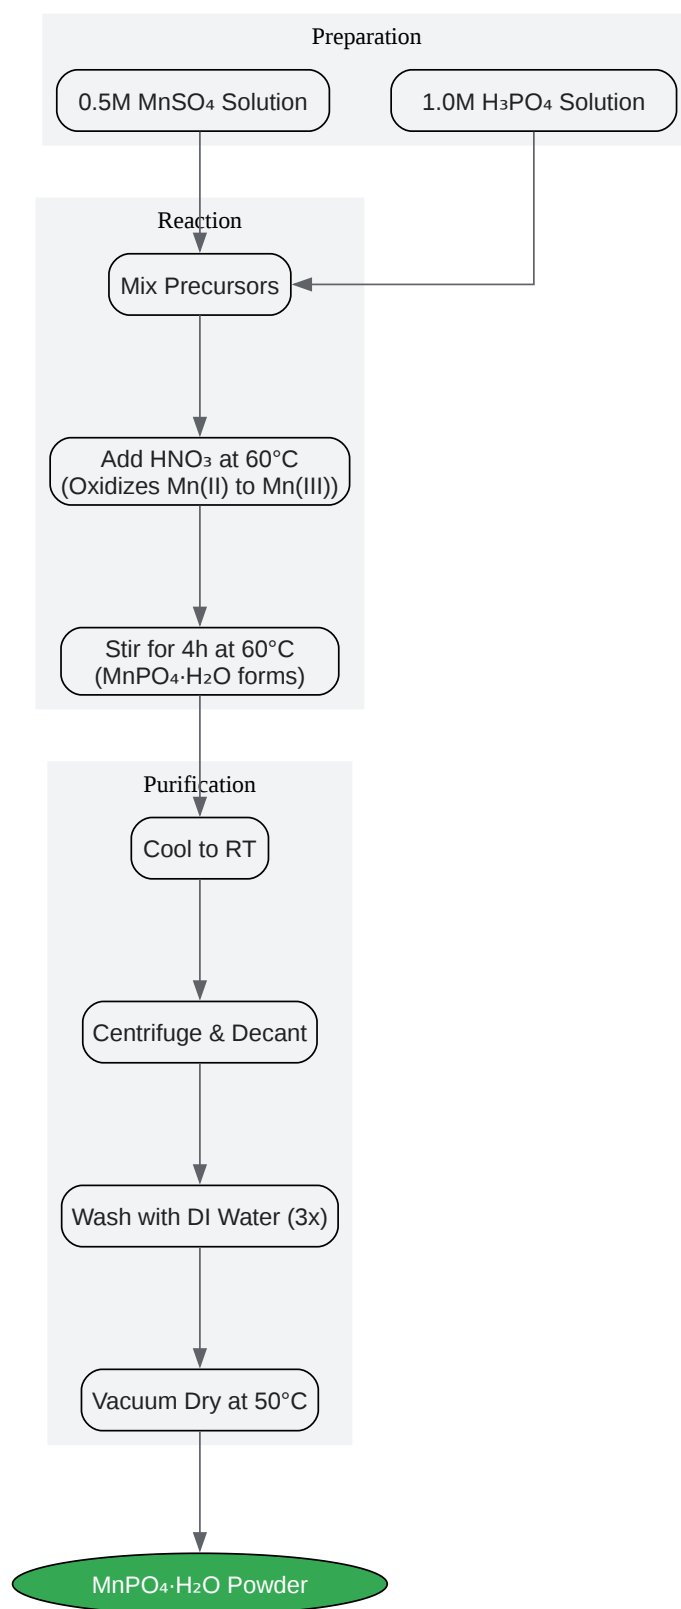 Preparation
0.5M MnSO₄ Solution
1.0M H₃PO₄ Solution
Reaction
Mix Precursors
Add HNO₃ at 60°C
(Oxidizes Mn(II) to Mn(III))
Stir for 4h at 60°C
(MnPO₄·H₂O forms)
Purification
Cool to RT
Centrifuge & Decant
Wash with DI Water (3x)
Vacuum Dry at 50°C
MnPO₄·H₂O Powder